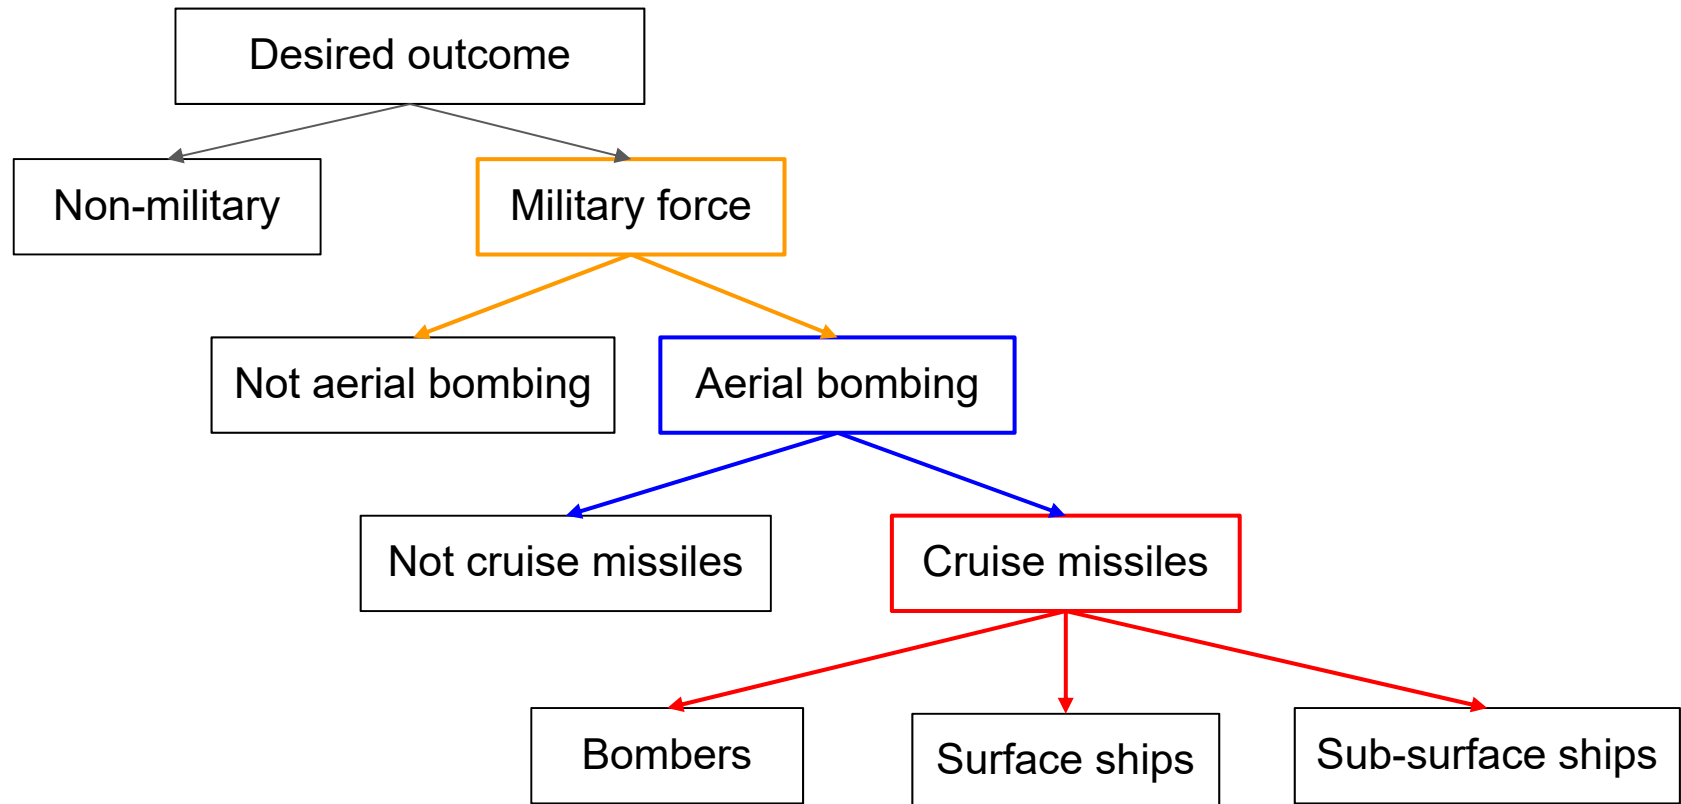 Desired outcome
Non-military
Military force
Not aerial bombing
Aerial bombing
Not cruise missiles
Cruise missiles
Bombers
Surface ships
Sub-surface ships